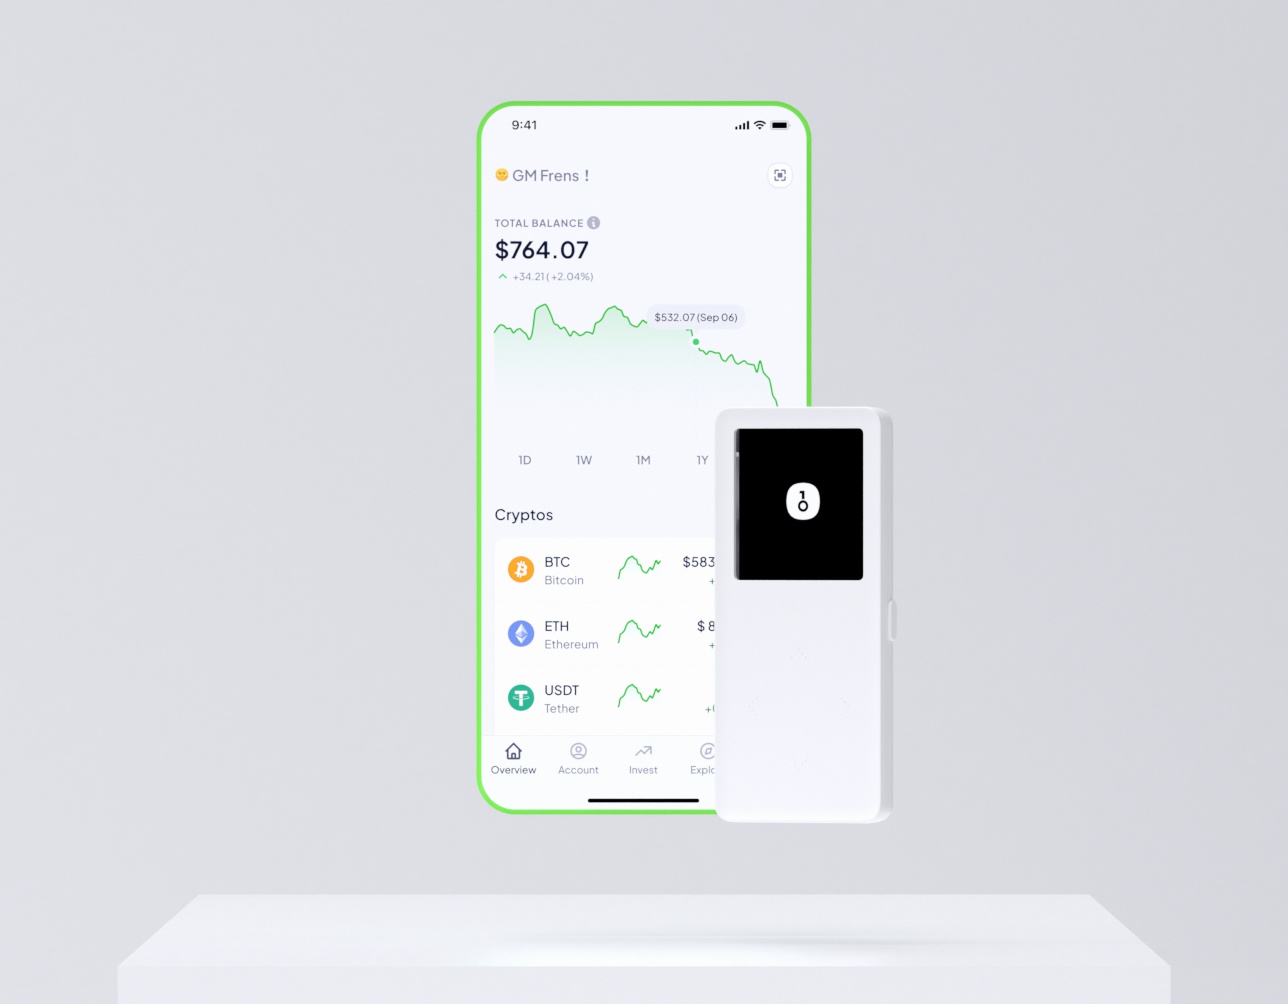 9:41
GM Frens !
TOTAL BALANCE
$764.07
+34.21 ( +2.04%)
$532.07 (Sep 06)
1D 1W 1M 1Y
Cryptos
BTC $583
Bitcoin +
ETH $ 8
Ethereum +
USDT
Tether
Overview Account Invest
1
0